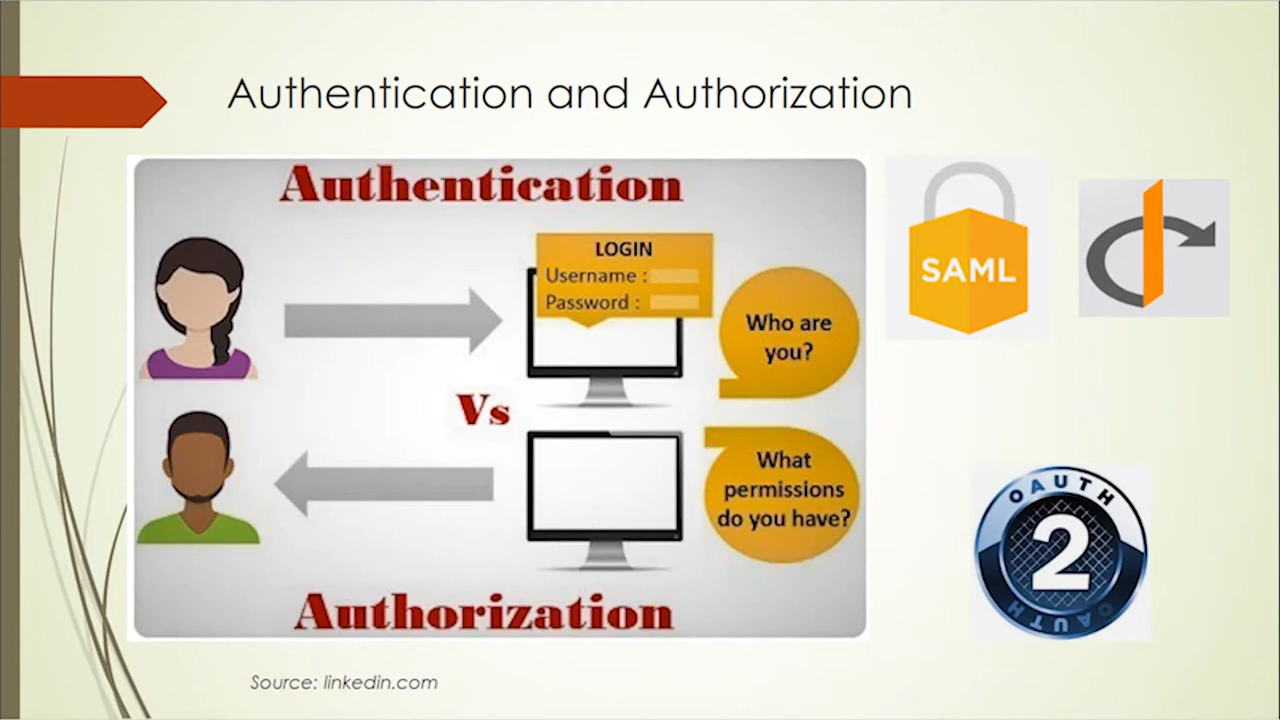 Authentication and Authorization
Authentication
LOGIN
Username :
Password :
Who are
you?
Vs
What
permissions
do you have?
Authorization
SAML
OAUTH
2
OAUTH
Source: linkedin.com